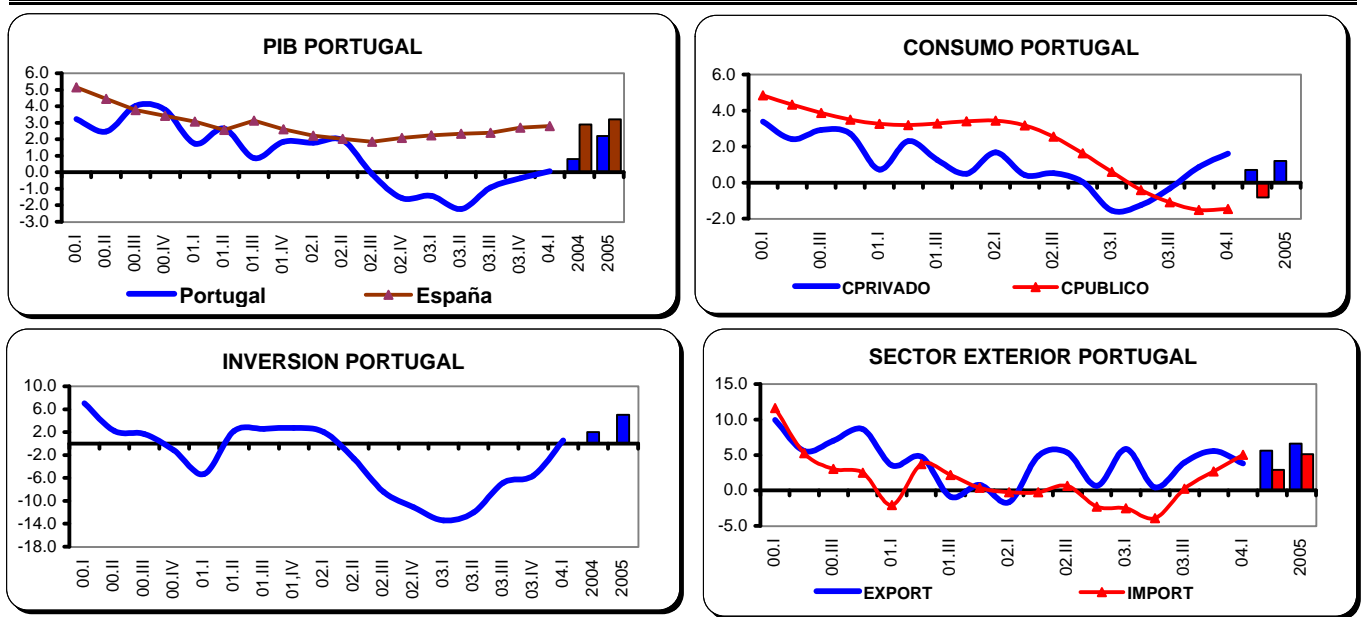 PIB PORTUGAL
6.0
5.0
4.0
3.0
2.0
1.0
0.0
-1.0
-2.0
-3.0
00.I
00.II
00.III
00.IV
01.I
01.II
01.III
01.IV
02.I
02.II
02.III
02.IV
03.I
03.II
03.III
03.IV
04.I
2004
2005
Portugal
España
CONSUMO PORTUGAL
6.0
4.0
2.0
0.0
-2.0
00.I
00.III
01.I
01.III
02.I
02.III
03.I
03.III
04.I
2005
CPRIVADO
CPUBLICO
INVERSION PORTUGAL
10.0
6.0
2.0
-2.0
-6.0
-10.0
-14.0
-18.0
00.I
00.II
00.III
00.IV
01.I
01.II
01.III
01,IV
02.I
02.II
02.III
02.IV
03.I
03.II
03.III
03.IV
04.I
2004
2005
SECTOR EXTERIOR PORTUGAL
15.0
10.0
5.0
0.0
-5.0
00.I
00.III
01.I
01.III
02.I
02.III
03.I
03.III
04.I
2005
EXPORT
IMPORT